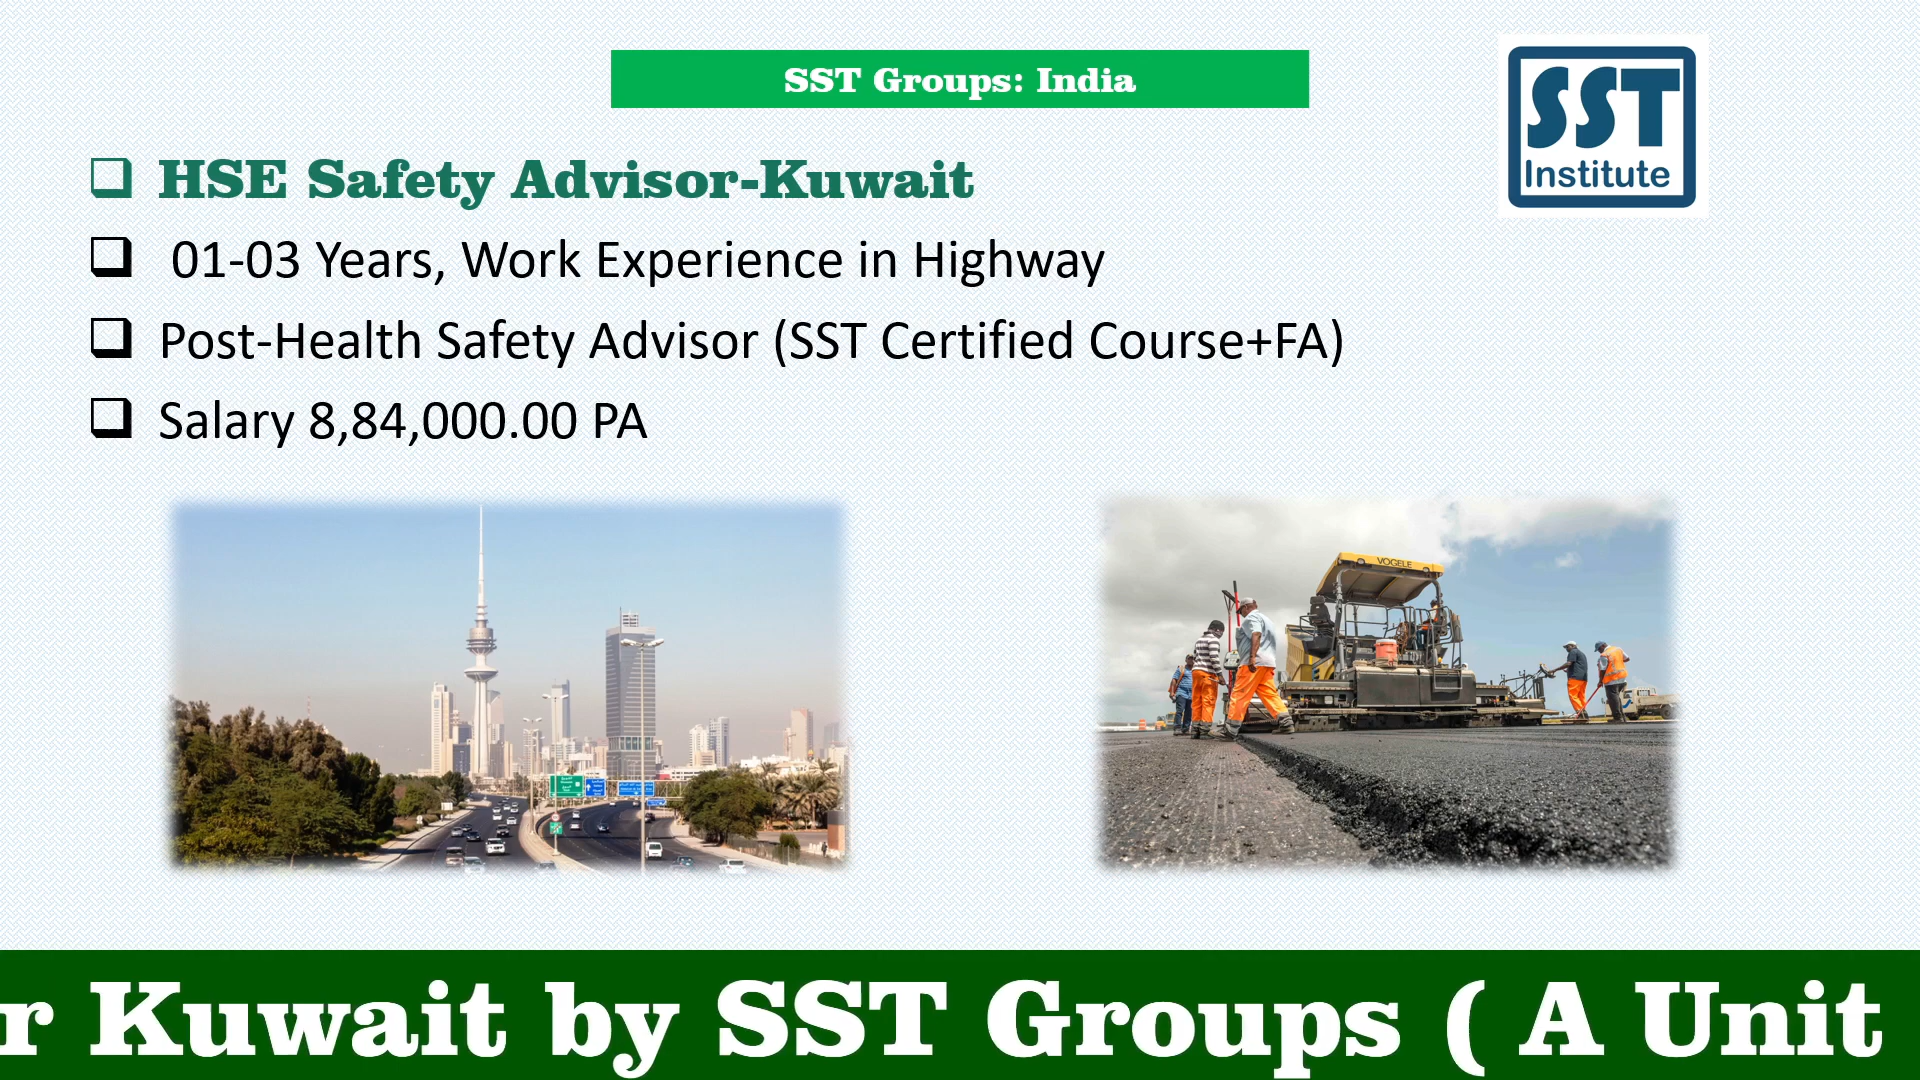 SST Groups: India
SST
Institute
HSE Safety Advisor-Kuwait
01-03 Years, Work Experience in Highway
Post-Health Safety Advisor (SST Certified Course+FA)
Salary 8,84,000.00 PA
VOGELE
r Kuwait by SST Groups ( A Unit